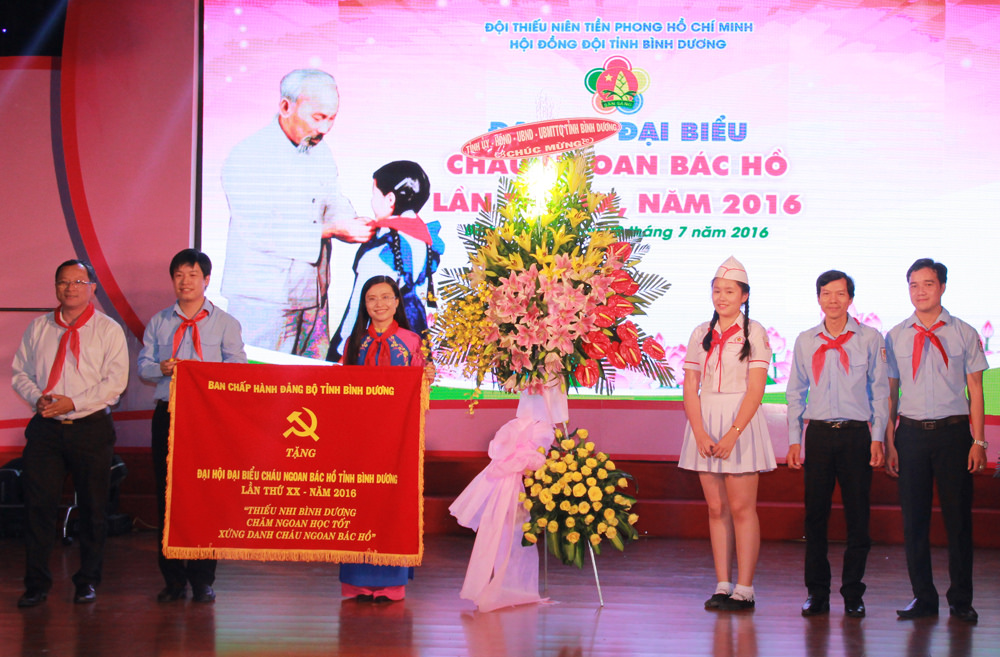 ĐỘI THIẾU NIÊN TIỀN PHONG HỒ CHÍ MINH
HỘI ĐỒNG ĐỘI TỈNH BÌNH DƯƠNG
SẴN SÀNG
ĐẠI BIỂU
TỈNH ỦY - HĐND - UBND - UBMTTQ TỈNH BÌNH DƯƠNG
CHÚC MỪNG
CHÁU NGOAN BÁC HỒ
LẦN NĂM 2016
tháng 7 năm 2016
BAN CHẤP HÀNH ĐẢNG BỘ TỈNH BÌNH DƯƠNG
TẶNG
ĐẠI HỘI ĐẠI BIỂU CHÁU NGOAN BÁC HỒ TỈNH BÌNH DƯƠNG
LẦN THỨ XX - NĂM 2016
"THIẾU NHI BÌNH DƯƠNG
CHĂM NGOAN HỌC TỐT
XỨNG DANH CHÁU NGOAN BÁC HỒ"